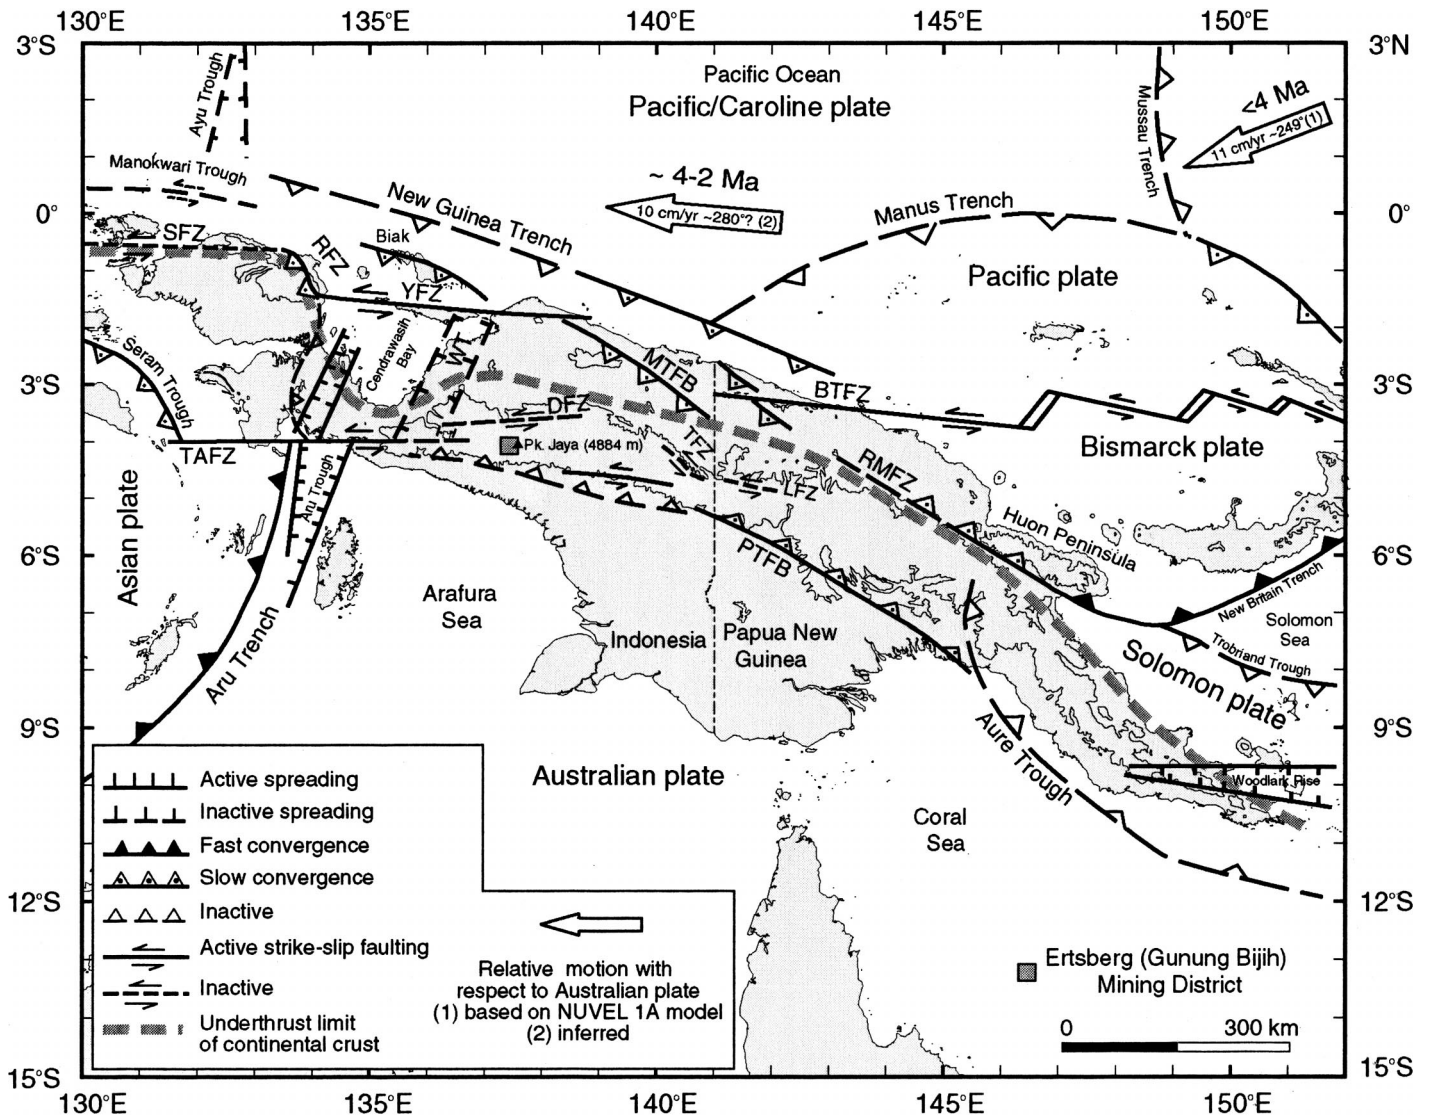 130°E 135°E 140°E 145°E 150°E
3°S 3°N
Ayu Trough
Pacific Ocean
Pacific/Caroline plate
Mussau Trench
<4 Ma
11 cm/yr ~249°(1)
Manokwari Trough
~ 4-2 Ma
10 cm/yr ~280°? (2)
New Guinea Trench
Manus Trench
0° 0°
SFZ
RFZ
Biak
YFZ
Pacific plate
Cendrawasih
Bay
WT
MTFB
BTFZ
3°S 3°S
Seram Trough
DFZ
Pk. Jaya (4884 m)
TFZ
Bismarck plate
TAFZ
Aru Trough
LFZ
RMFZ
Asian plate
Huon Peninsula
PTFB
6°S 6°S
Arafura
Sea
Aru Trench
Indonesia
Papua New
Guinea
New Britain Trench
Solomon
Sea
Trobriand Trough
Solomon plate
9°S 9°S
Aure Trough
Woodlark Rise
Australian plate
Coral
Sea
Active spreading
Inactive spreading
Fast convergence
Slow convergence
Inactive
Active strike-slip faulting
Inactive
Underthrust limit
of continental crust
Relative motion with
respect to Australian plate
(1) based on NUVEL 1A model
(2) inferred
12°S 12°S
Ertsberg (Gunung Bijih)
Mining District
0 300 km
15°S 15°S
130°E 135°E 140°E 145°E 150°E